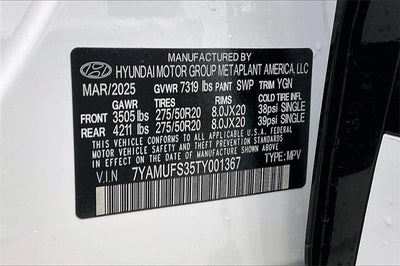 MANUFACTURED BY
HYUNDAI MOTOR GROUP METAPLANT AMERICA, LLC
MAR/2025 GVWR 7319 lbs PAINT SWP TRIM YGN
GAWR TIRES RIMS
FRONT 3505 lbs 275/50R20 8.0JX20 38psi SINGLE
REAR 4211 lbs 275/50R20 8.0JX20 39psi SINGLE
THIS VEHICLE CONFORMS TO ALL APPLICABLE
FEDERAL MOTOR VEHICLE SAFETY AND
THEFT PREVENTION STANDARDS
IN EFFECT ON THE DATE OF
MANUFACTURE SHOWN ABOVE.
V.I.N 7YAMUFS35TY001367 TYPE : MPV